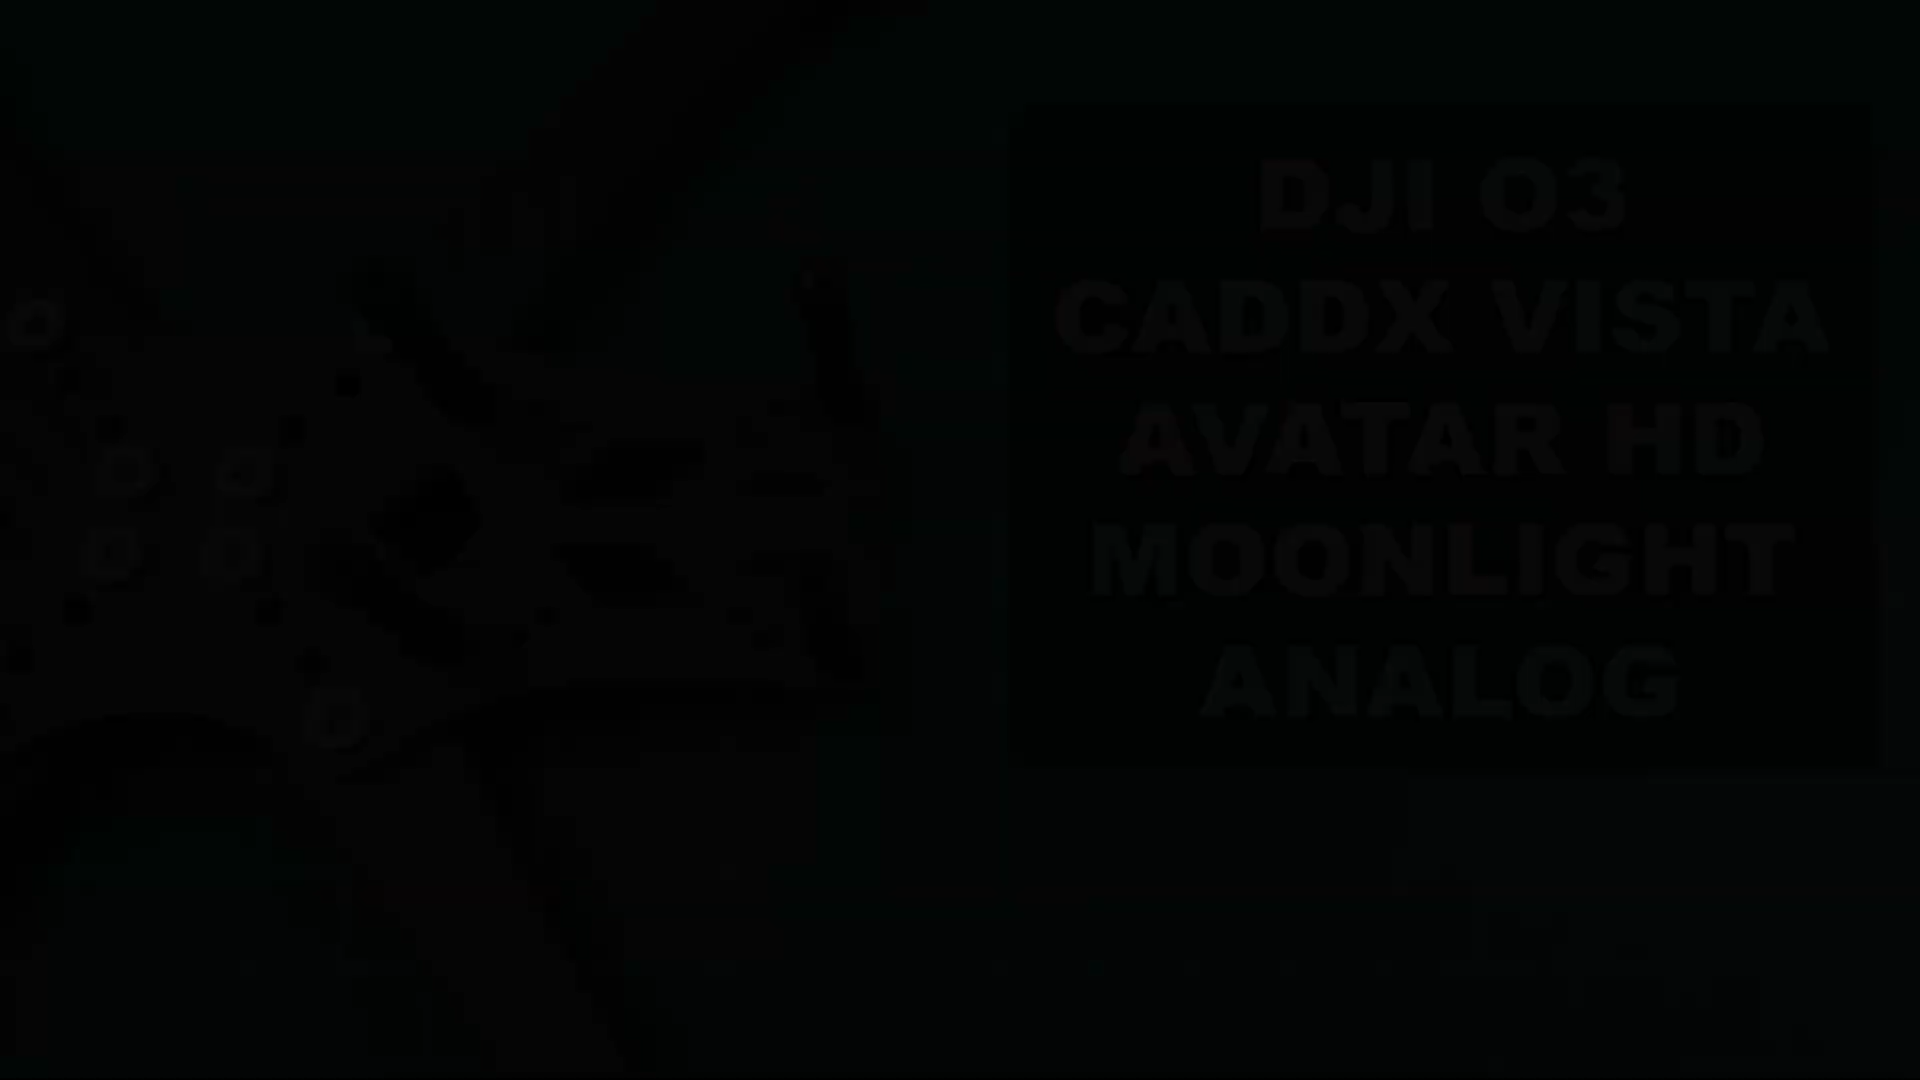 DJI O3
CADDX VISTA
AVATAR HD
MOONLIGHT
ANALOG